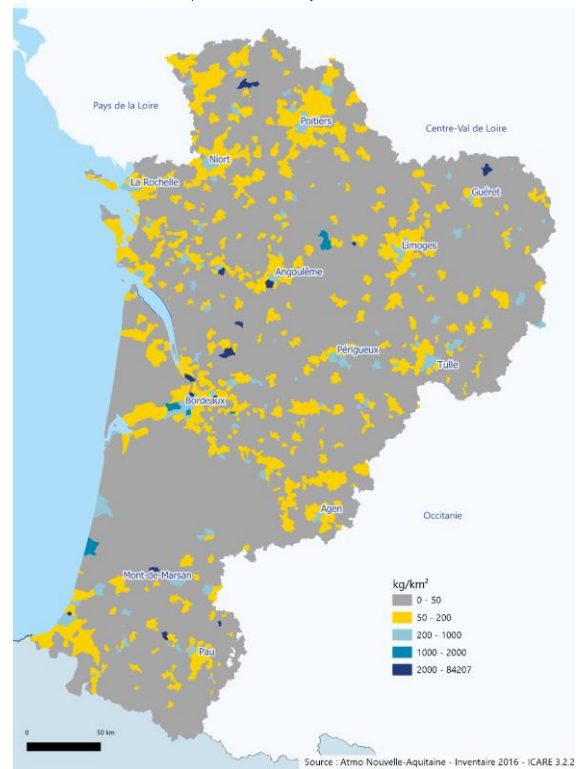 Pays de la Loire
Centre-Val de Loire
Poitiers
Niort
La Rochelle
Guéret
Limoges
Angoulême
Périgueux
Tulle
Bordeaux
Agen
Occitanie
Mont-de-Marsan
Pau
kg/km²
0 - 50
50 - 200
200 - 1000
1000 - 2000
2000 - 84207
0 50 km
Source : Atmo Nouvelle-Aquitaine - Inventaire 2016 - ICARE 3.2.2